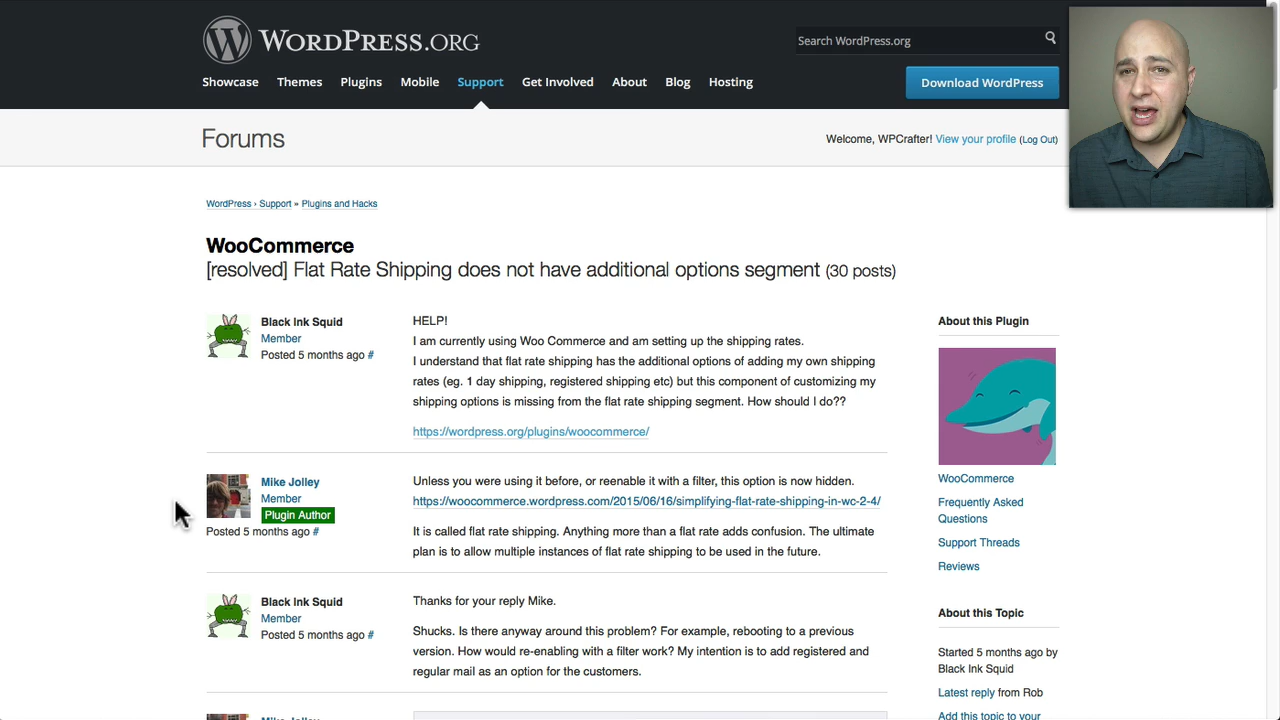 WORDPRESS.ORG
Search WordPress.org
Showcase Themes Plugins Mobile Support Get Involved About Blog Hosting
Download WordPress
Forums
Welcome, WPCrafter! View your profile (Log Out)
WordPress › Support » Plugins and Hacks
WooCommerce
[resolved] Flat Rate Shipping does not have additional options segment (30 posts)
Black Ink Squid
Member
Posted 5 months ago #
HELP!
I am currently using Woo Commerce and am setting up the shipping rates.
I understand that flat rate shipping has the additional options of adding my own shipping
rates (eg. 1 day shipping, registered shipping etc) but this component of customizing my
shipping options is missing from the flat rate shipping segment. How should I do??
https://wordpress.org/plugins/woocommerce/
Mike Jolley
Member
Plugin Author
Posted 5 months ago #
Unless you were using it before, or reenable it with a filter, this option is now hidden.
https://woocommerce.wordpress.com/2015/06/16/simplifying-flat-rate-shipping-in-wc-2-4/
It is called flat rate shipping. Anything more than a flat rate adds confusion. The ultimate
plan is to allow multiple instances of flat rate shipping to be used in the future.
Black Ink Squid
Member
Posted 5 months ago #
Thanks for your reply Mike.
Shucks. Is there anyway around this problem? For example, rebooting to a previous
version. How would re-enabling with a filter work? My intention is to add registered and
regular mail as an option for the customers.
Mike Jolley
About this Plugin
WooCommerce
Frequently Asked
Questions
Support Threads
Reviews
About this Topic
Started 5 months ago by
Black Ink Squid
Latest reply from Rob
Add this topic to your